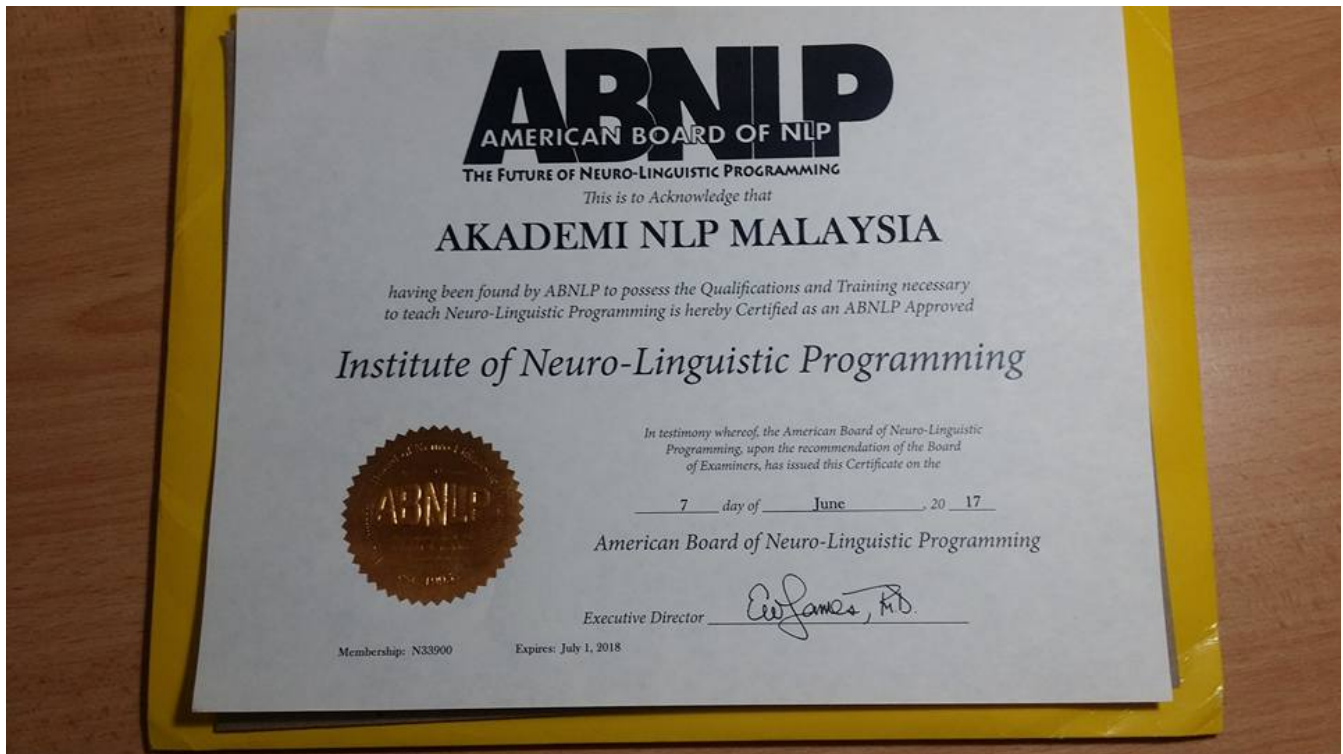 ABNLP
AMERICAN BOARD OF NLP
THE FUTURE OF NEURO-LINGUISTIC PROGRAMMING
This is to Acknowledge that
AKADEMI NLP MALAYSIA
having been found by ABNLP to possess the Qualifications and Training necessary
to teach Neuro-Linguistic Programming is hereby Certified as an ABNLP Approved
Institute of Neuro-Linguistic Programming
In testimony whereof, the American Board of Neuro-Linguistic
Programming, upon the recommendation of the Board
of Examiners, has issued this Certificate on the
7 day of June, 20 17
American Board of Neuro-Linguistic Programming
ABNLP
Executive Director
Membership: N33900 Expires: July 1, 2018